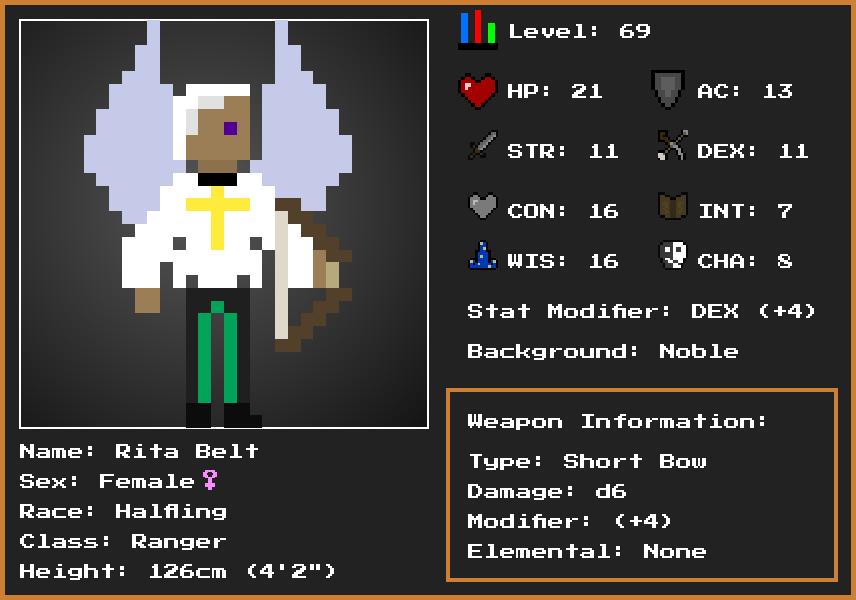 Level: 69
HP: 21
AC: 13
STR: 11
DEX: 11
CON: 16
INT: 7
WIS: 16
CHA: 8
Stat Modifier: DEX (+4)
Background: Noble
Weapon Information:
Type: Short Bow
Damage: d6
Modifier: (+4)
Elemental: None
Name: Rita Belt
Sex: Female♀
Race: Halfling
Class: Ranger
Height: 126cm (4'2")